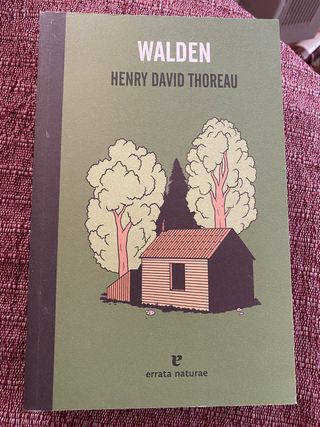 WALDEN
HENRY DAVID THOREAU
e
errata naturae